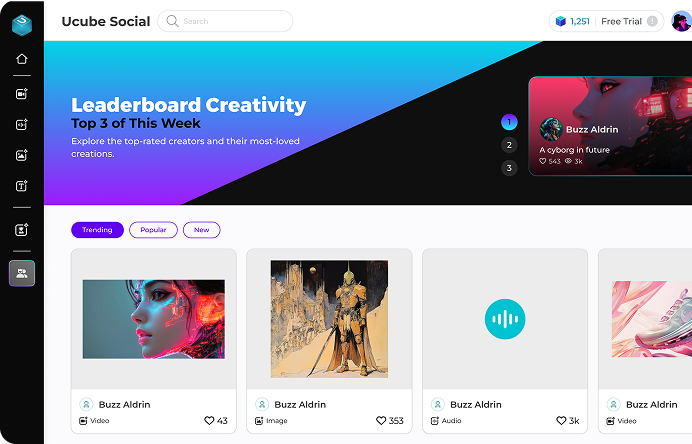 Ucube Social
Search
1,251
Free Trial
Leaderboard Creativity
Top 3 of This Week
Explore the top-rated creators and their most-loved
creations.
1
2
3
Buzz Aldrin
A cyborg in future
543 3k
Trending
Popular
New
Buzz Aldrin
Video 43
Buzz Aldrin
Image 353
Buzz Aldrin
Audio 3k
Buzz Aldrin
Video